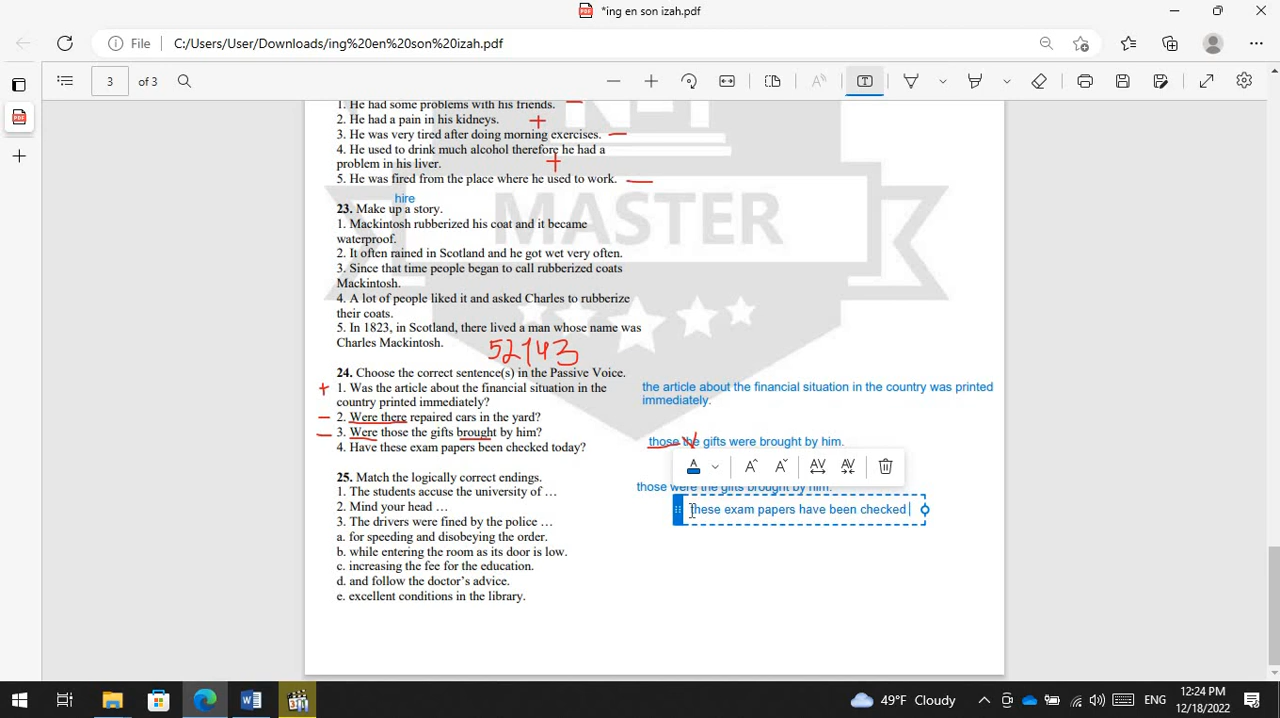 *ing en son izah.pdf
File
C:/Users/User/Downloads/ing%20en%20son%20izah.pdf
3 of 3
1. He had some problems with his friends.
2. He had a pain in his kidneys. +
3. He was very tired after doing morning exercises. —
4. He used to drink much alcohol therefore he had a
problem in his liver. +
5. He was fired from the place where he used to work. —
hire
23. Make up a story.
1. Mackintosh rubberized his coat and it became
waterproof.
2. It often rained in Scotland and he got wet very often.
3. Since that time people began to call rubberized coats
Mackintosh.
4. A lot of people liked it and asked Charles to rubberize
their coats.
5. In 1823, in Scotland, there lived a man whose name was
Charles Mackintosh.
52143
MASTER
24. Choose the correct sentence(s) in the Passive Voice.
+ 1. Was the article about the financial situation in the
country printed immediately?
— 2. Were there repaired cars in the yard?
— 3. Were those the gifts brought by him?
4. Have these exam papers been checked today?
the article about the financial situation in the country was printed
immediately.
those the gifts were brought by him.
those were the gifts brought by him.
these exam papers have been checked
25. Match the logically correct endings.
1. The students accuse the university of …
2. Mind your head …
3. The drivers were fined by the police …
a. for speeding and disobeying the order.
b. while entering the room as its door is low.
c. increasing the fee for the education.
d. and follow the doctor’s advice.
e. excellent conditions in the library.
49°F Cloudy
ENG
12:24 PM
12/18/2022